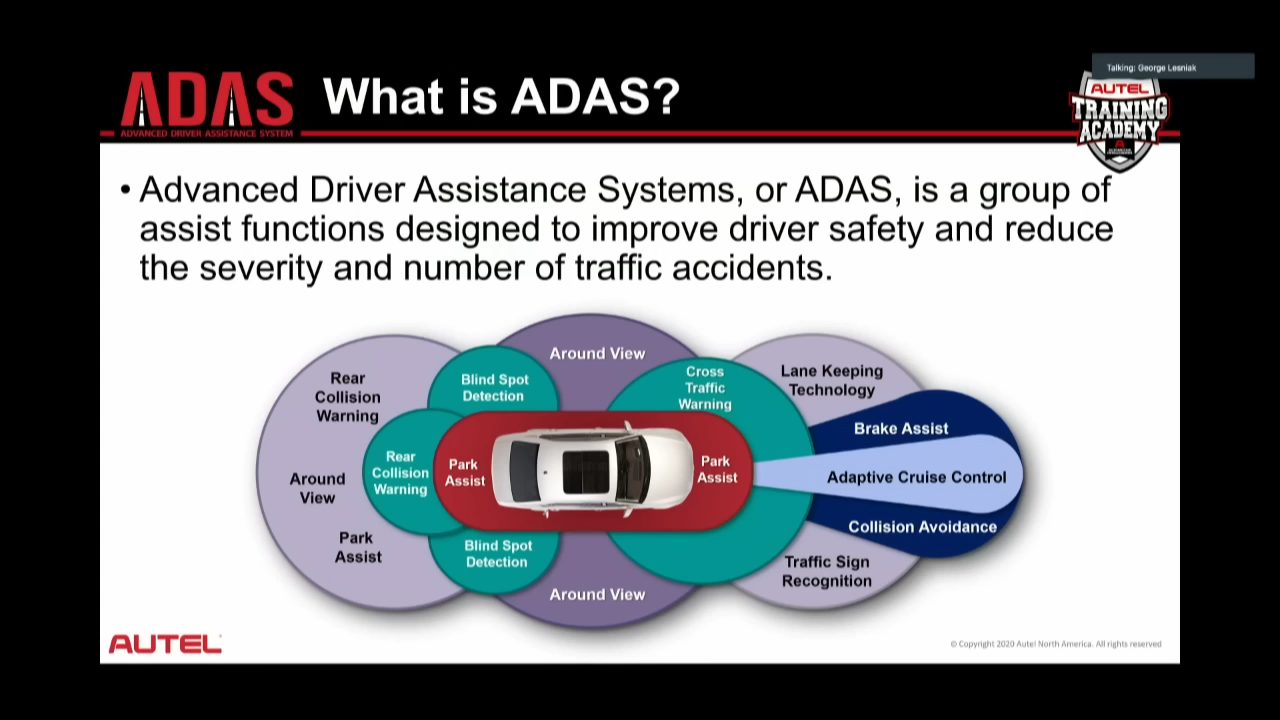 Talking: George Lesniak
ADAS
ADVANCED DRIVER ASSISTANCE SYSTEM
What is ADAS?
AUTEL
TRAINING
ACADEMY
• Advanced Driver Assistance Systems, or ADAS, is a group of
assist functions designed to improve driver safety and reduce
the severity and number of traffic accidents.
Rear
Collision
Warning
Around
View
Park
Assist
Rear
Collision
Warning
Blind Spot
Detection
Blind Spot
Detection
Park
Assist
Around View
Around View
Cross
Traffic
Warning
Park
Assist
Lane Keeping
Technology
Brake Assist
Adaptive Cruise Control
Collision Avoidance
Traffic Sign
Recognition
AUTEL
© Copyright 2020 Autel North America. All rights reserved